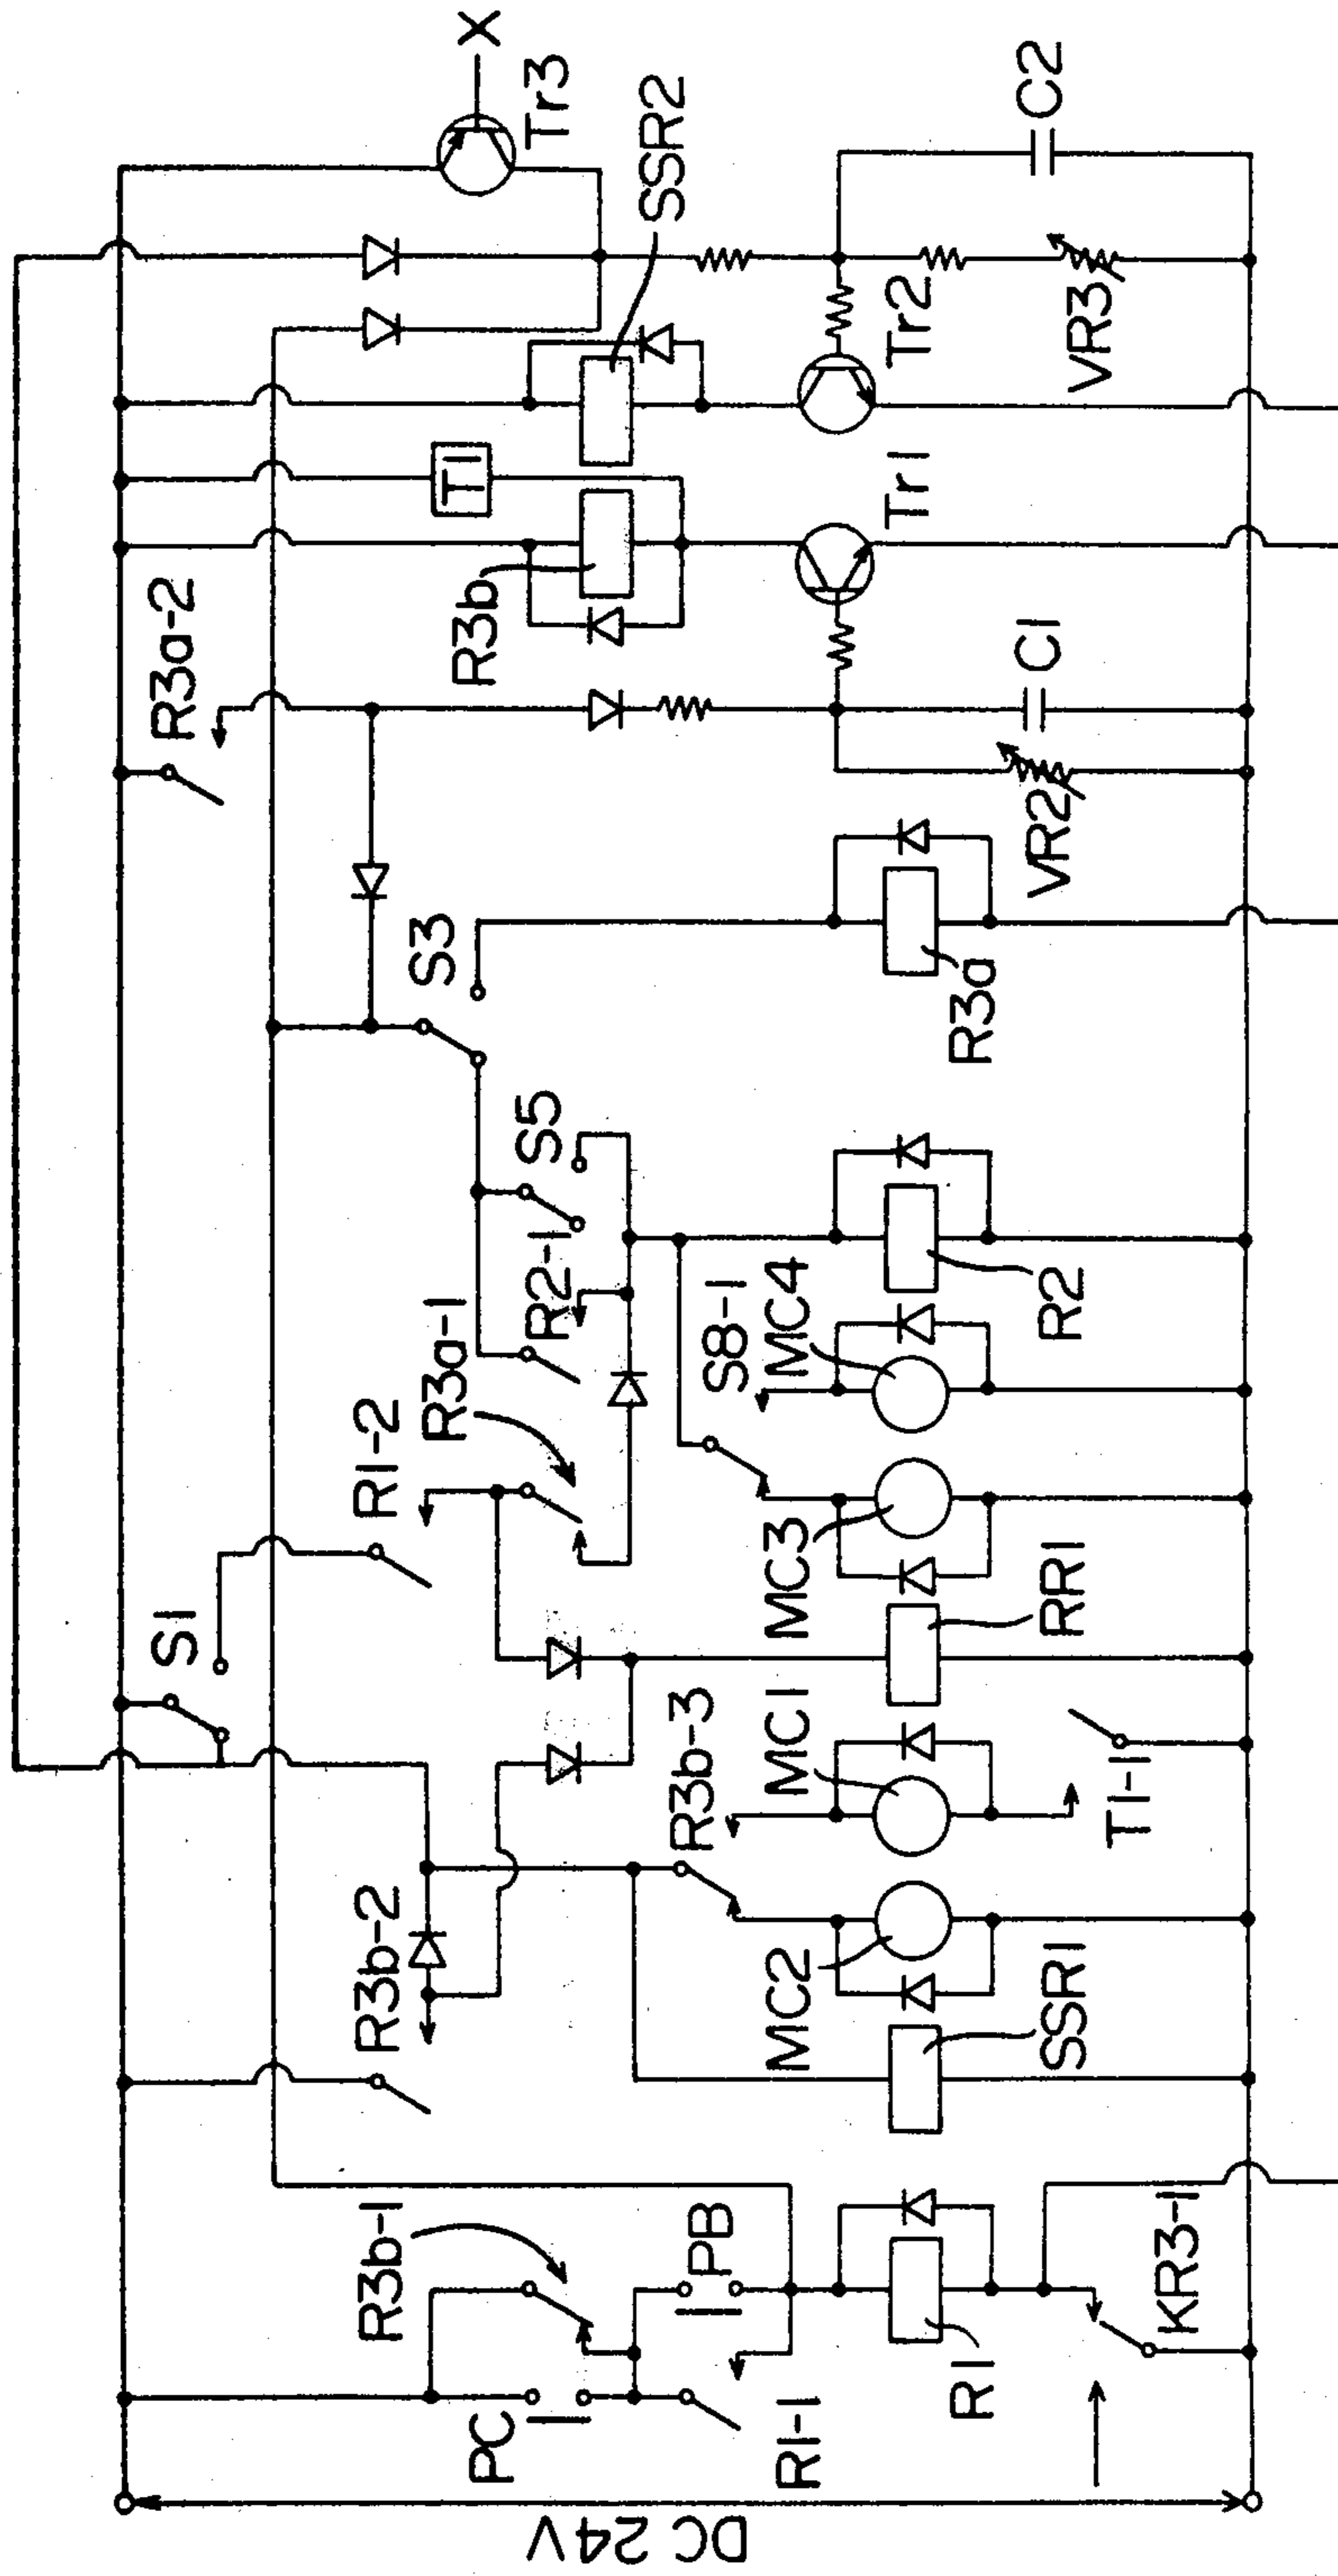 DC 24V
PC
R3b-1
R1-1
PB
R1
KR3-1
R3b-2
MC2
SSR1
R3b-3
MC1
T1-1
S1
R1-2
R3a-1
R2-1
S5
MC3
RR1
S8-1
MC4
R2
S3
R3a
R3a-2
VR2
C1
R3b
T1
Tr1
SSR2
Tr2
VR3
C2
Tr3
X